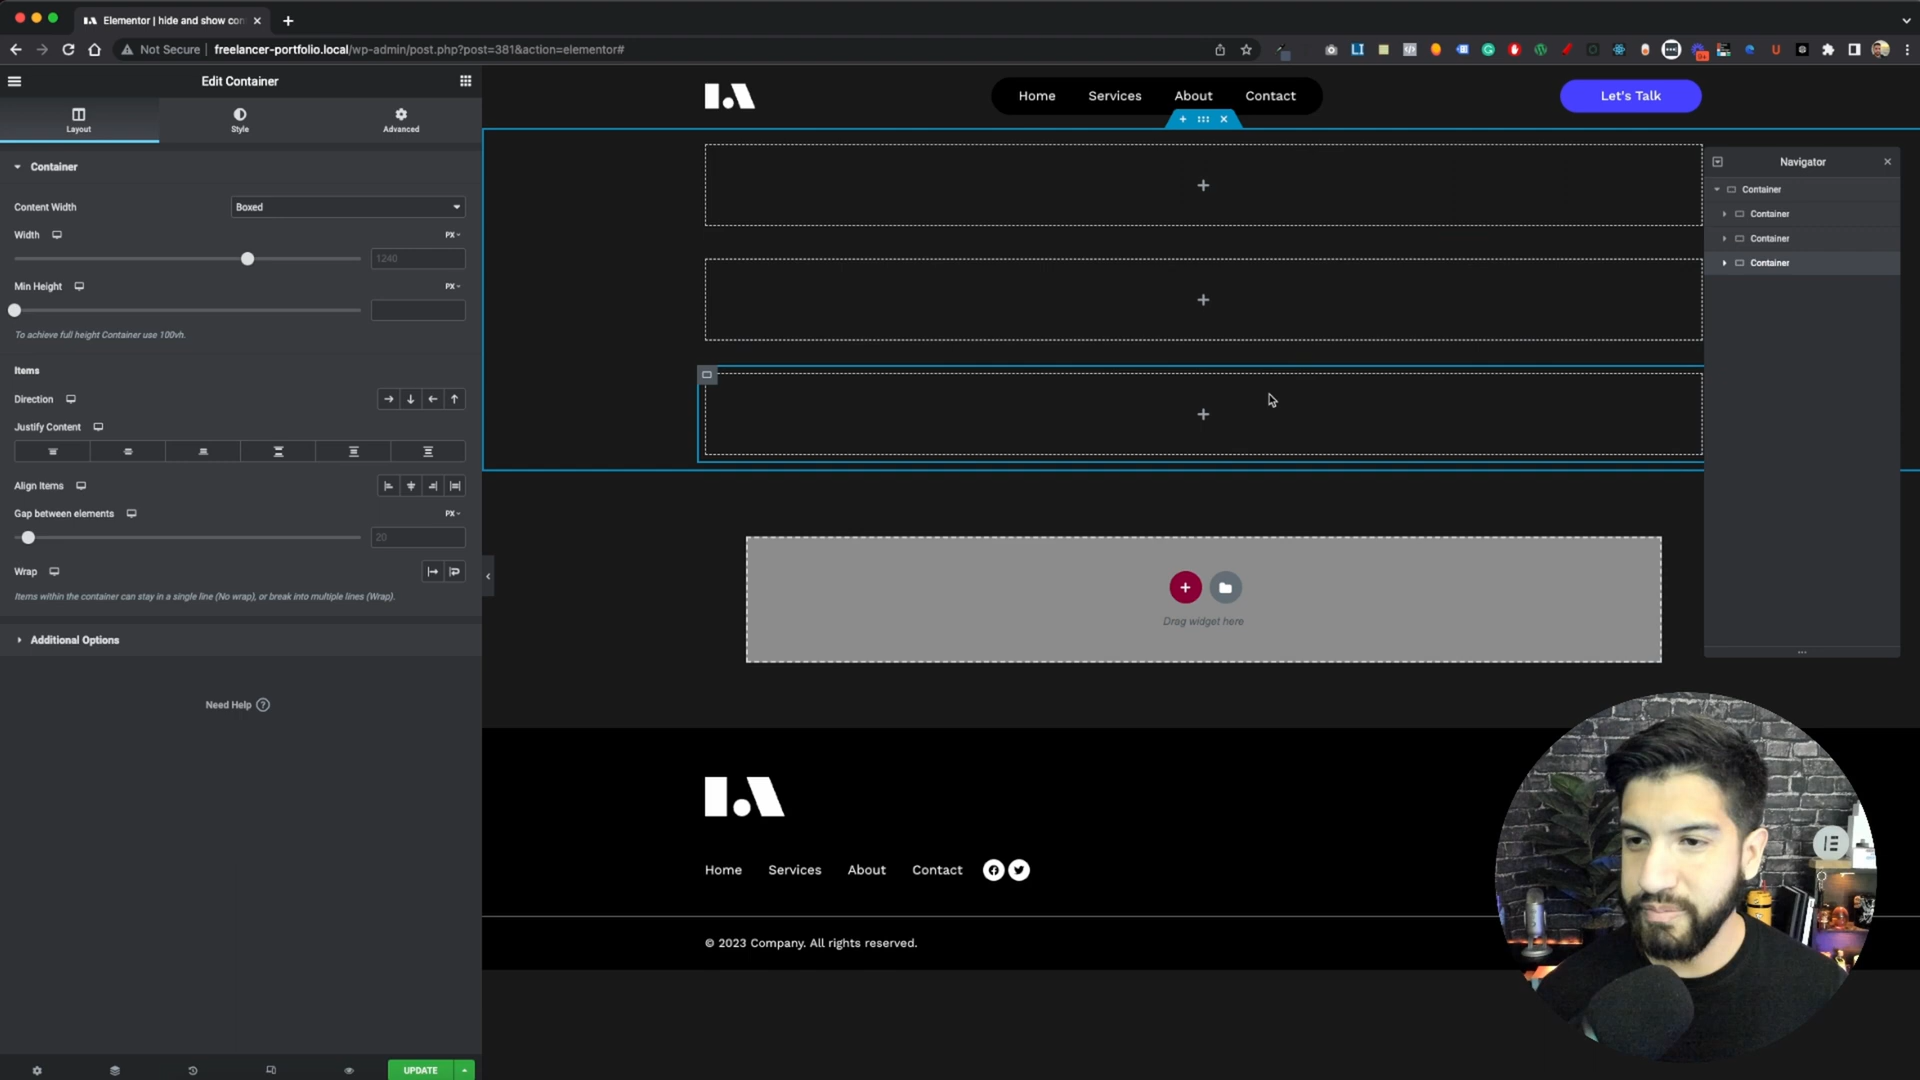 Elementor | hide and show con
Not Secure | freelancer-portfolio.local/wp-admin/post.php?post=381&action=elementor#
Edit Container
Layout
Style
Advanced
Container
Content Width
Boxed
Width
PX
1240
Min Height
PX
To achieve full height Container use 100vh.
Items
Direction
Justify Content
Align Items
Gap between elements
PX
20
Wrap
Items within the container can stay in a single line (No wrap), or break into multiple lines (Wrap).
Additional Options
Need Help
UPDATE
Home
Services
About
Contact
Let's Talk
Navigator
Container
Container
Container
Container
Drag widget here
Home
Services
About
Contact
© 2023 Company. All rights reserved.